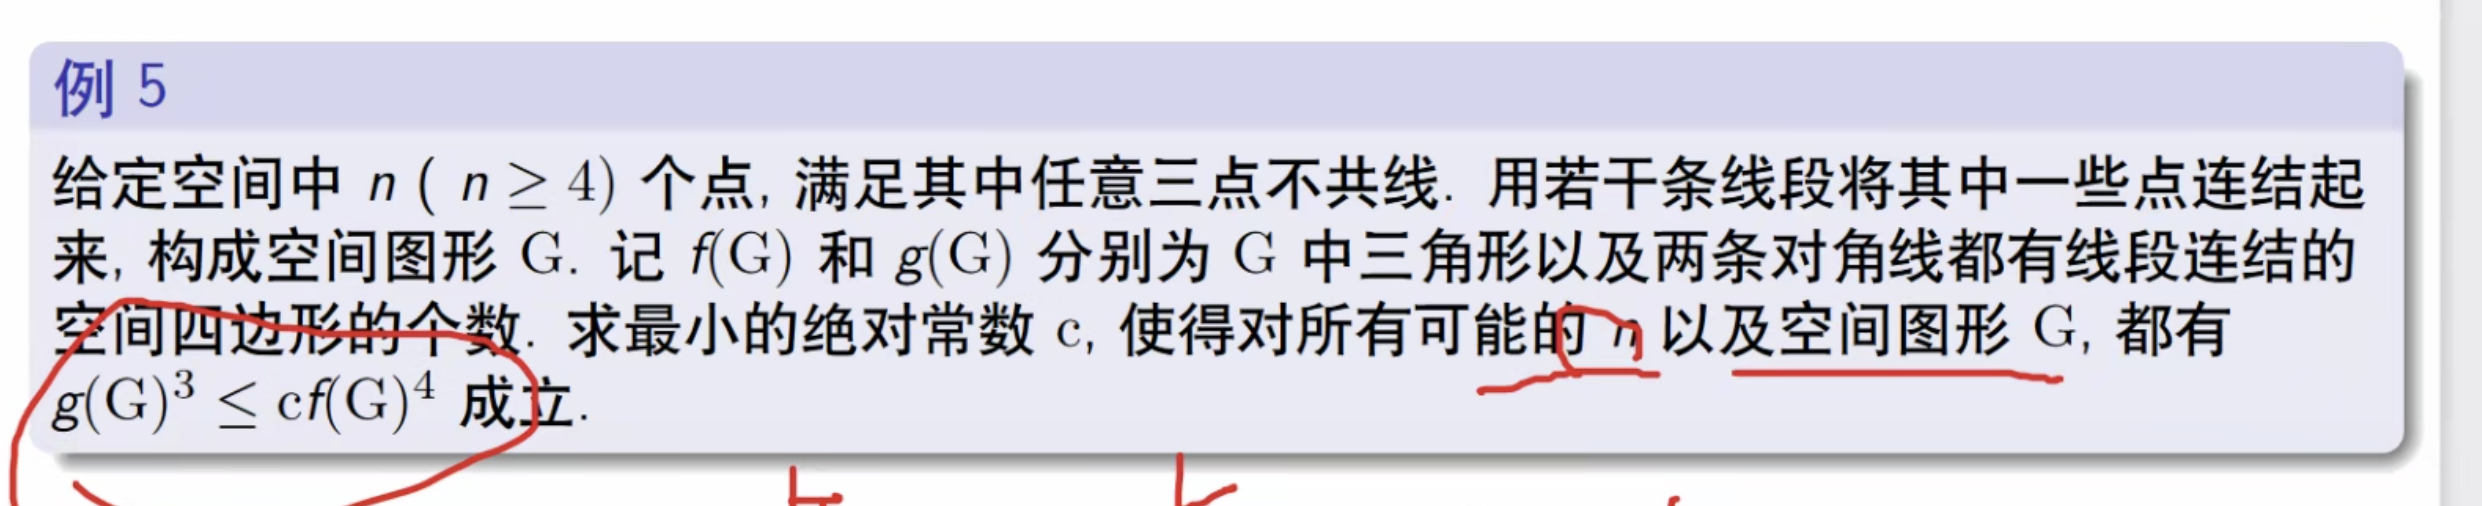 例 5
给定空间中 n ( n ≥ 4) 个点, 满足其中任意三点不共线. 用若干条线段将其中一些点连结起
来, 构成空间图形 G. 记 f(G) 和 g(G) 分别为 G 中三角形以及两条对角线都有线段连结的
空间四边形的个数. 求最小的绝对常数 c, 使得对所有可能的 n 以及空间图形 G, 都有
g(G)³ ≤ cf(G)⁴ 成立.